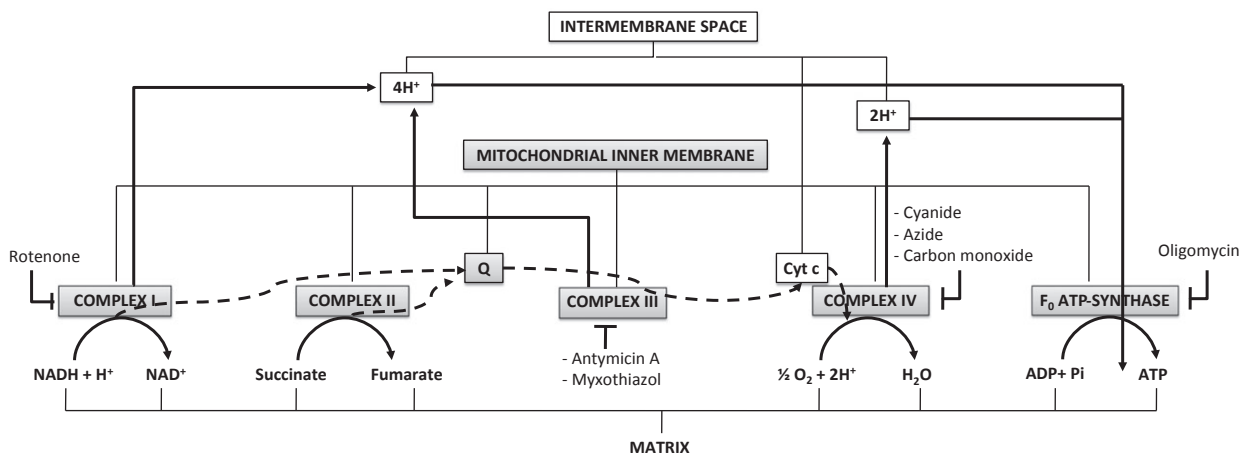 INTERMEMBRANE SPACE
4H⁺
2H⁺
MITOCHONDRIAL INNER MEMBRANE
- Cyanide
- Azide
- Carbon monoxide
Rotenone
Oligomycin
Q
Cyt c
COMPLEX I
COMPLEX II
COMPLEX III
COMPLEX IV
F₀ ATP-SYNTHASE
- Antymicin A
- Myxothiazol
NADH + H⁺
NAD⁺
Succinate
Fumarate
½ O₂ + 2H⁺
H₂O
ADP+ Pi
ATP
MATRIX